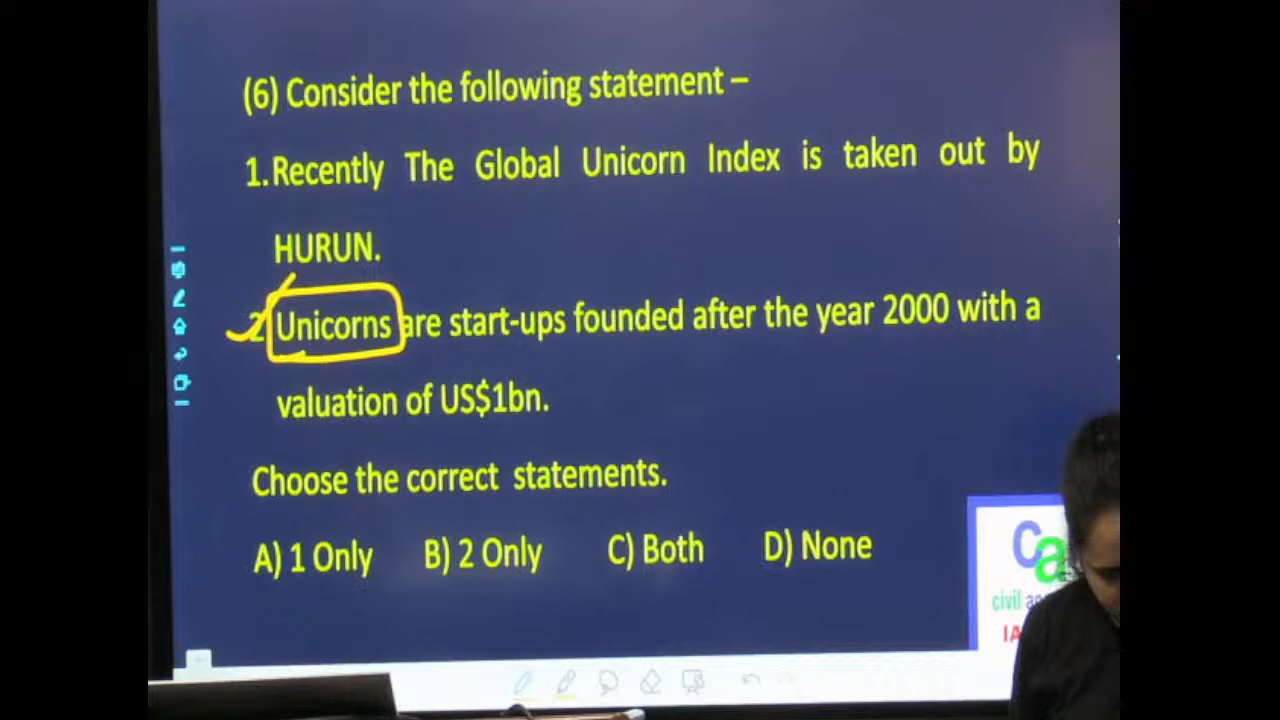 (6) Consider the following statement –
1. Recently The Global Unicorn Index is taken out by
HURUN.
2 Unicorns are start-ups founded after the year 2000 with a
valuation of US$1bn.
Choose the correct statements.
A) 1 Only B) 2 Only C) Both D) None
Ca
civil
IA